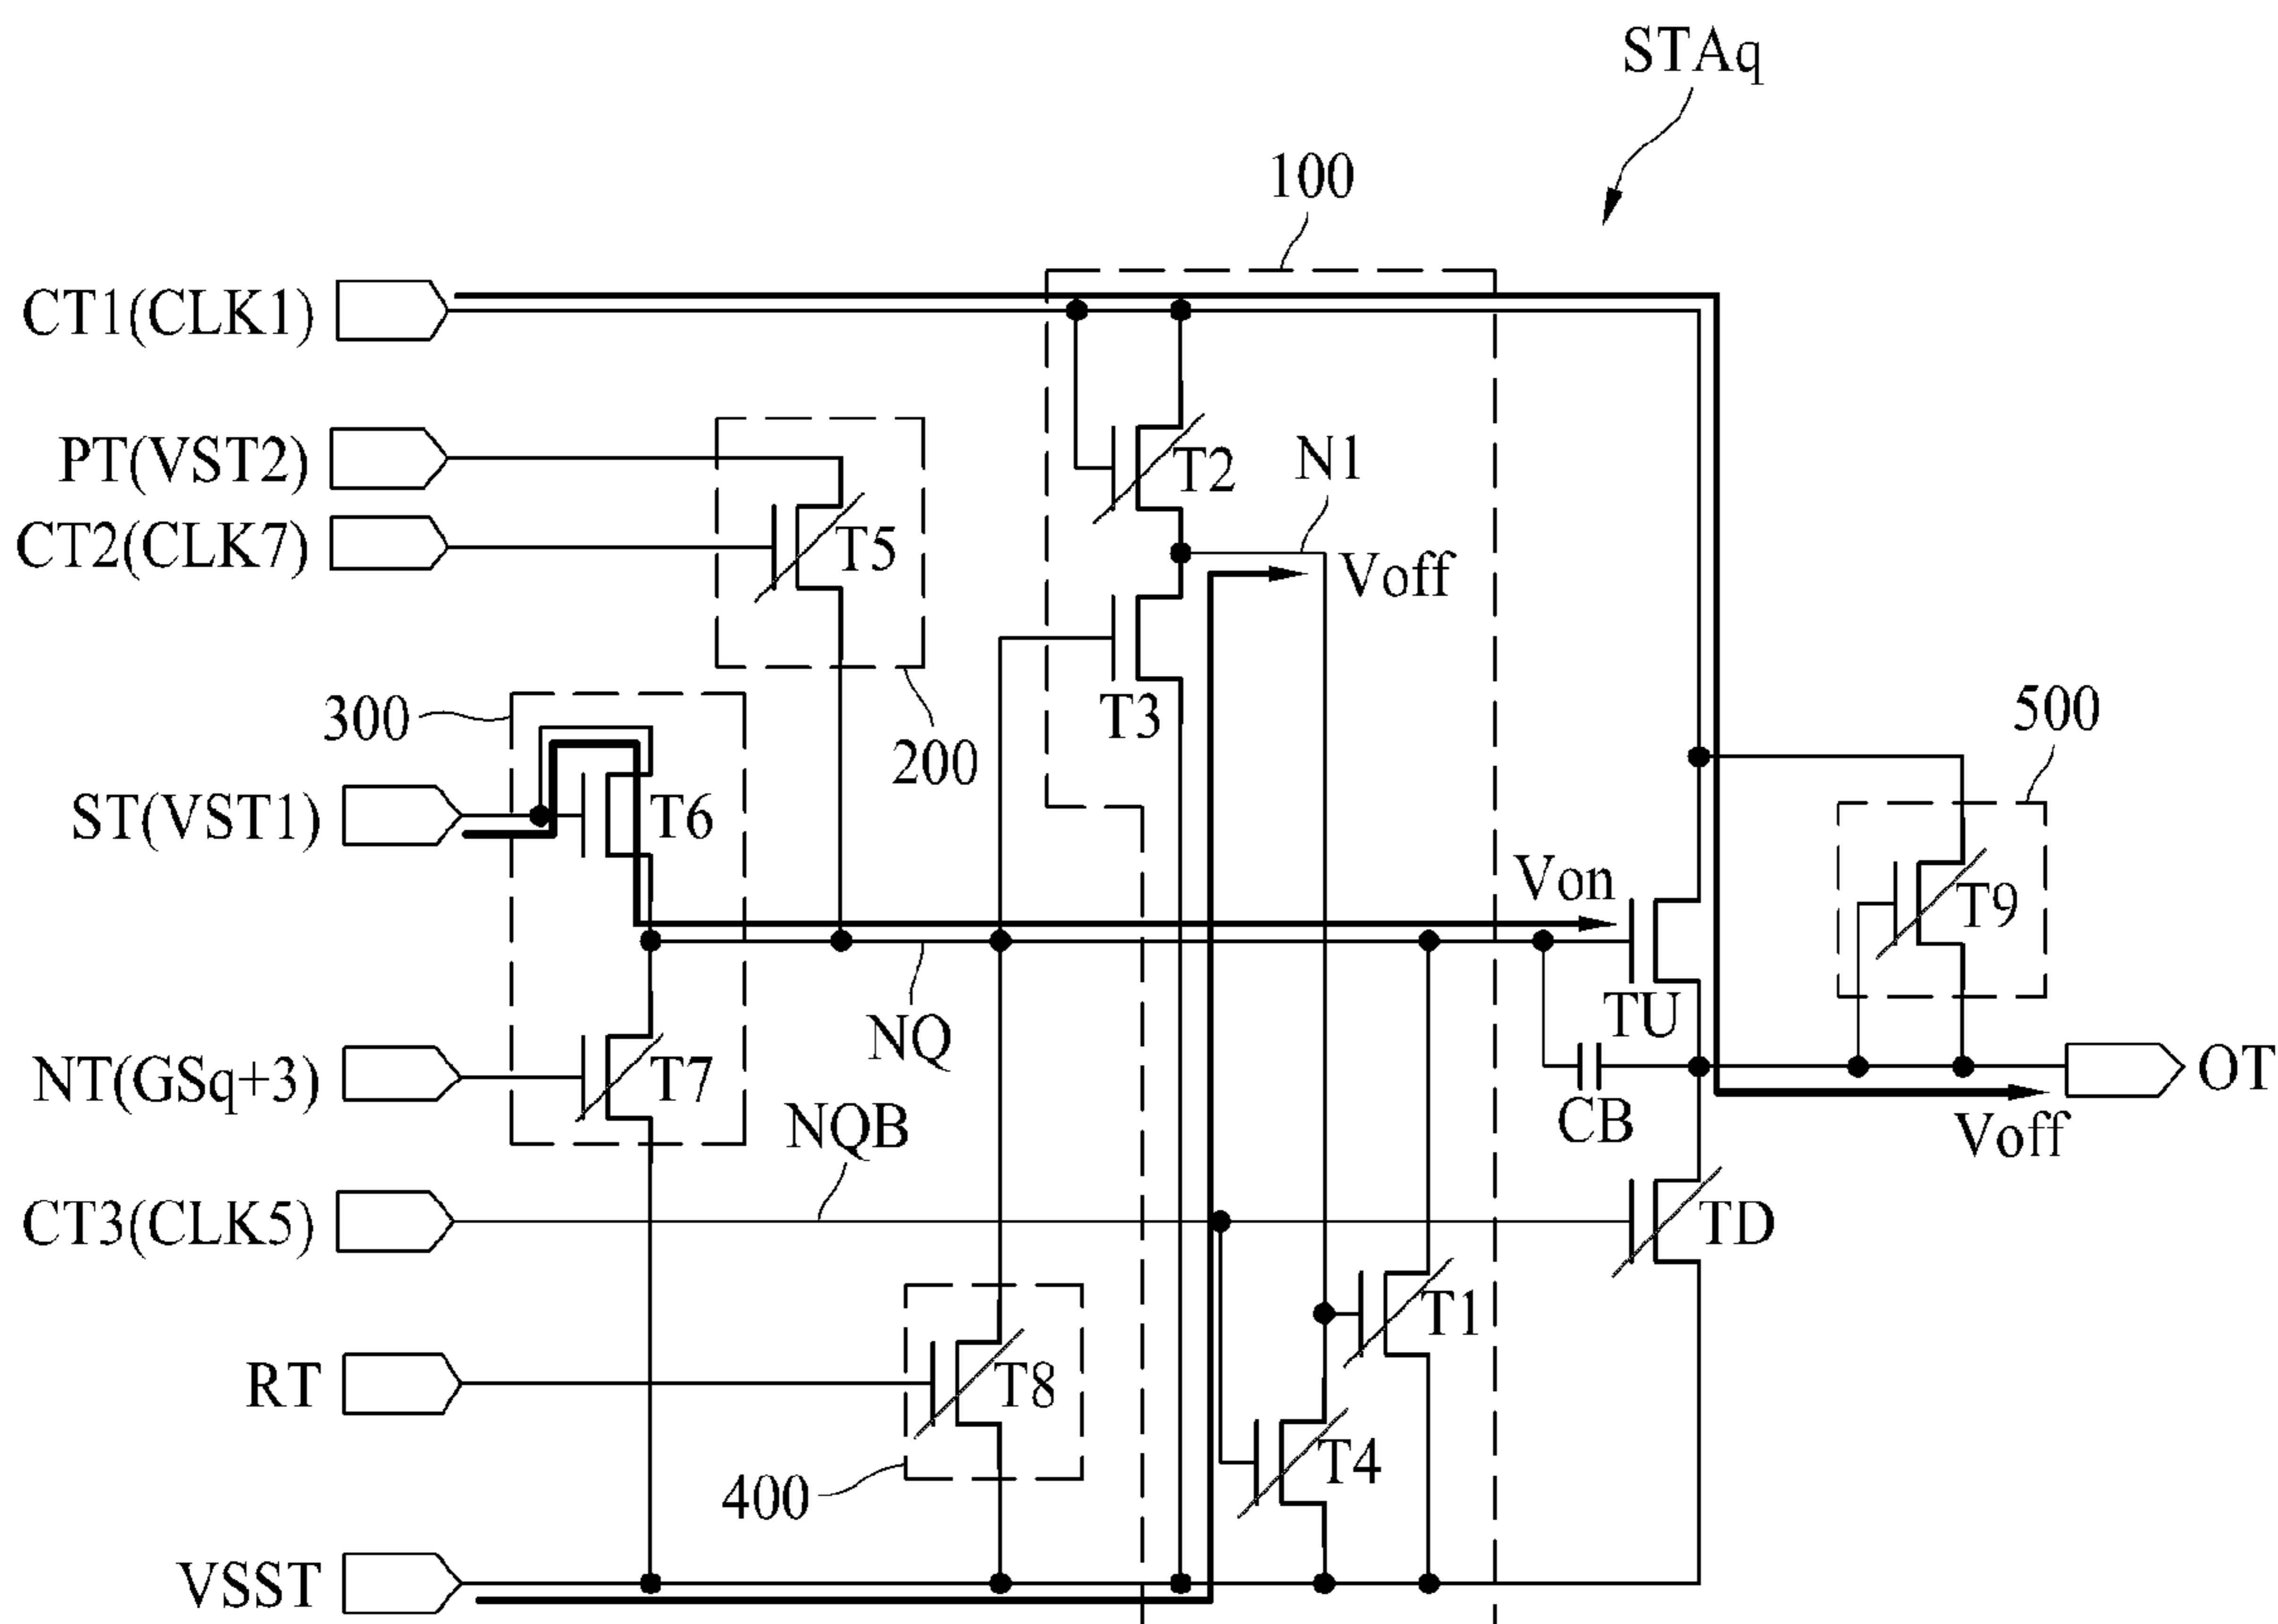 STAq
100
CT1(CLK1)
PT(VST2)
T2
N1
CT2(CLK7)
T5
Voff
300
T3
200
500
ST(VST1)
T6
Von
T9
TU
NQ
NT(GSq+3)
T7
OT
CB
NQB
Voff
CT3(CLK5)
TD
T1
RT
T8
T4
400
VSST